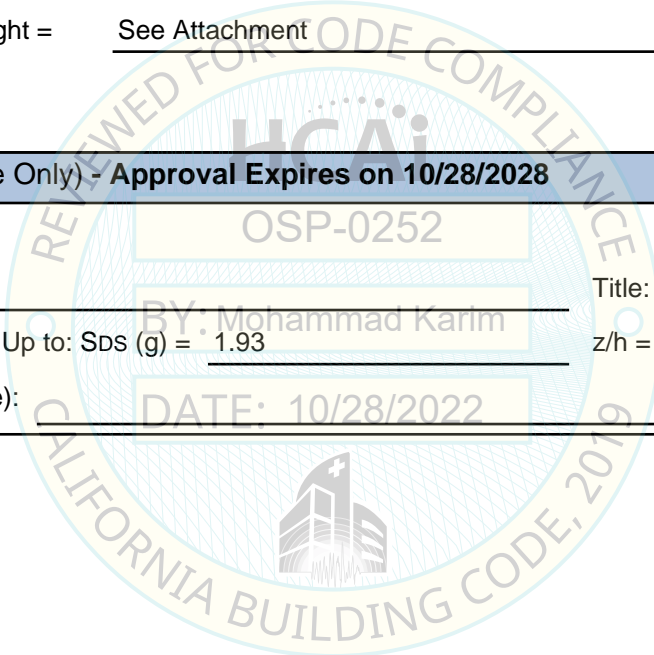 ght = See Attachment
REVIEWED FOR CODE COMPLIANCE
HCAi
e Only) - Approval Expires on 10/28/2028
OSP-0252
Title:
BY: Mohammad Karim
Up to: SDS (g) = 1.93 z/h =
e):
DATE: 10/28/2022
CALIFORNIA BUILDING CODE, 2019